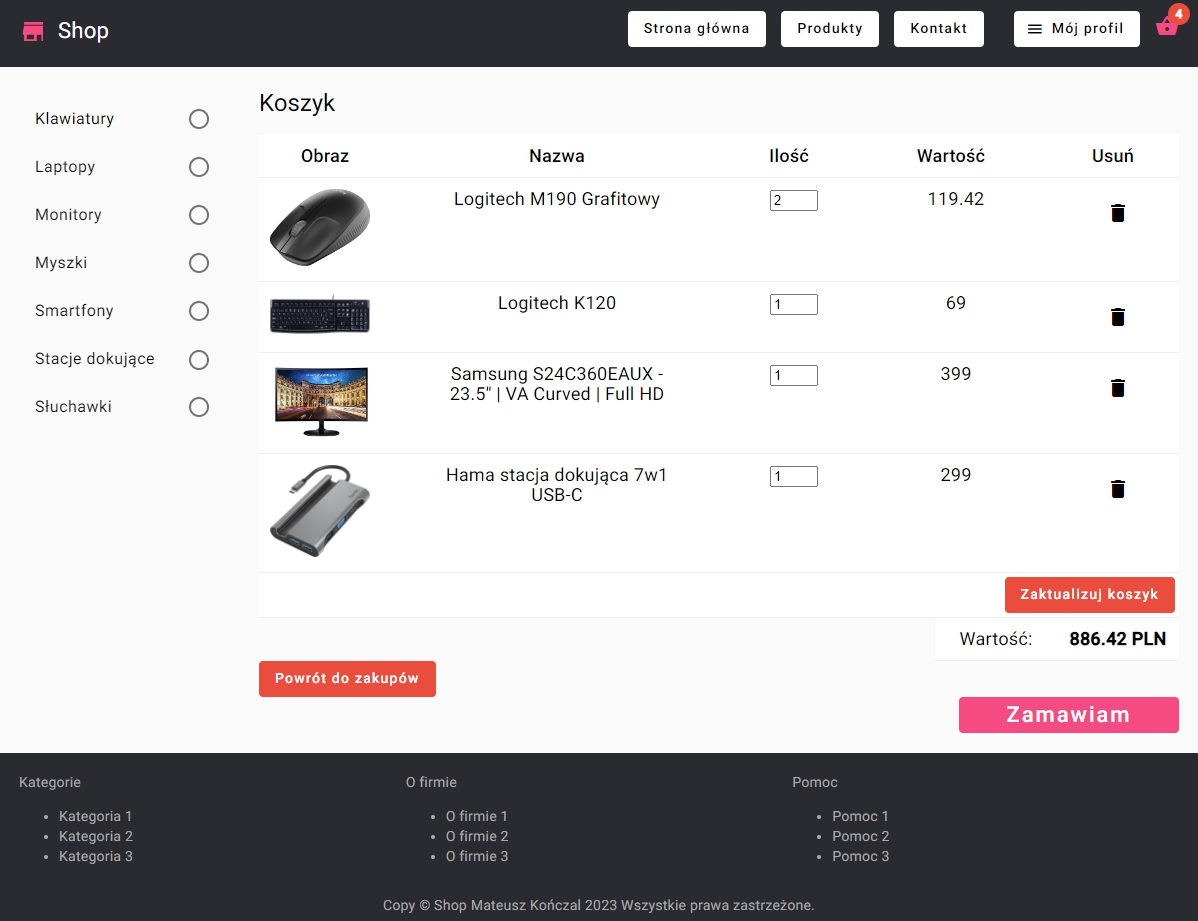 Shop
Strona główna
Produkty
Kontakt
Mój profil
4
Klawiatury
Laptopy
Monitory
Myszki
Smartfony
Stacje dokujące
Słuchawki
Koszyk
Obraz Nazwa Ilość Wartość Usuń
Logitech M190 Grafitowy 2 119.42
Logitech K120 1 69
Samsung S24C360EAUX - 1 399
23.5" | VA Curved | Full HD
Hama stacja dokująca 7w1 1 299
USB-C
Zaktualizuj koszyk
Wartość: 886.42 PLN
Powrót do zakupów
Zamawiam
Kategorie
Kategoria 1
Kategoria 2
Kategoria 3
O firmie
O firmie 1
O firmie 2
O firmie 3
Pomoc
Pomoc 1
Pomoc 2
Pomoc 3
Copy © Shop Mateusz Kończal 2023 Wszystkie prawa zastrzeżone.